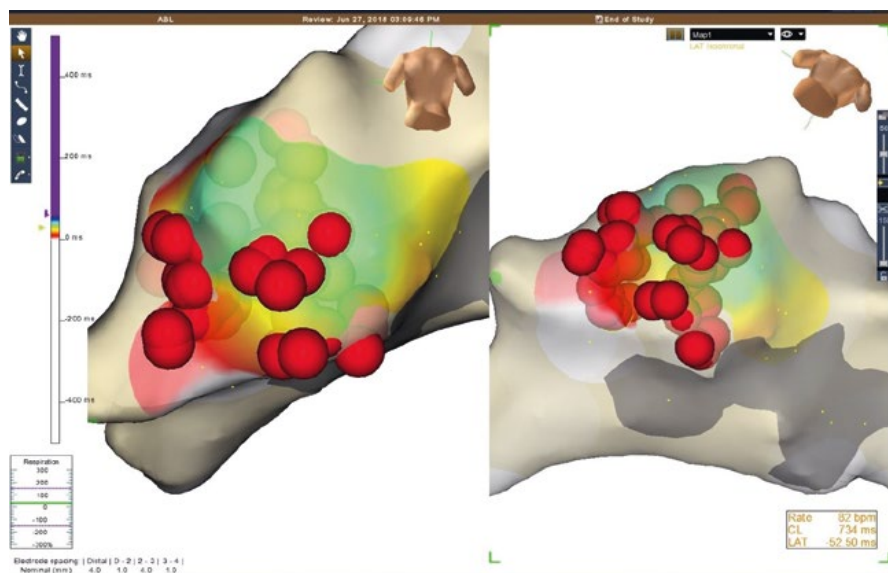 ABL
Review: Jun 27, 2018 03:09:46 PM
End of Study
Map1
400 ms
200 ms
0 ms
-200 ms
-400 ms
Respiration
300
200
100
0
-100
-200
-300%
Rate 82 bpm
CL 734 ms
LAT -52.50 ms
Electrode spacing: | Distal | D - 2 | 2 - 3 | 3 - 4 |
Nominal (mm) 4.0 1.0 4.0 1.0